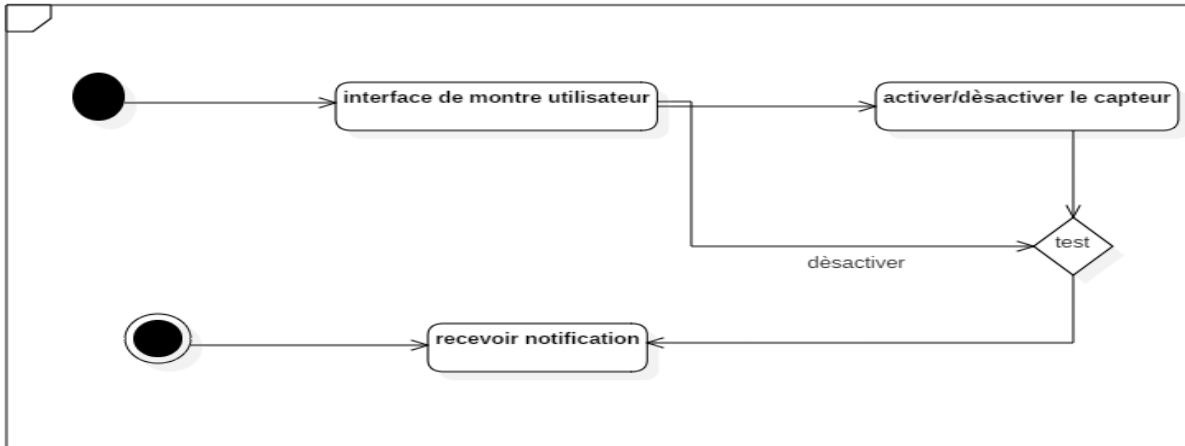 interface de montre utilisateur
activer/dèsactiver le capteur
test
dèsactiver
recevoir notification